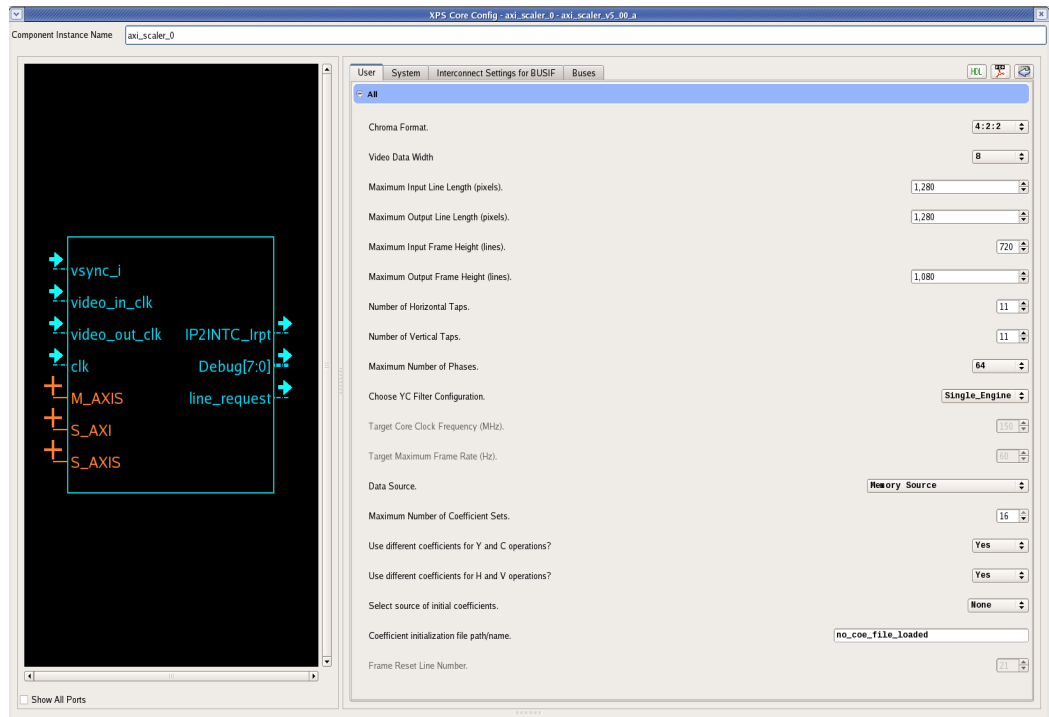 XPS Core Config - axi_scaler_0 - axi_scaler_v5_00_a
Component Instance Name axi_scaler_0
vsync_i
video_in_clk
video_out_clk IP2INTC_Irpt
clk Debug[7:0]
M_AXIS line_request
S_AXI
S_AXIS
Show All Ports
User System Interconnect Settings for BUSIF Buses HDL
All
Chroma Format. 4:2:2
Video Data Width 8
Maximum Input Line Length (pixels). 1,280
Maximum Output Line Length (pixels). 1,280
Maximum Input Frame Height (lines). 720
Maximum Output Frame Height (lines). 1,080
Number of Horizontal Taps. 11
Number of Vertical Taps. 11
Maximum Number of Phases. 64
Choose YC Filter Configuration. Single_Engine
Target Core Clock Frequency (MHz). 150
Target Maximum Frame Rate (Hz). 60
Data Source. Memory Source
Maximum Number of Coefficient Sets. 16
Use different coefficients for Y and C operations? Yes
Use different coefficients for H and V operations? Yes
Select source of initial coefficients. None
Coefficient initialization file path/name. no_coe_file_loaded
Frame Reset Line Number. 21